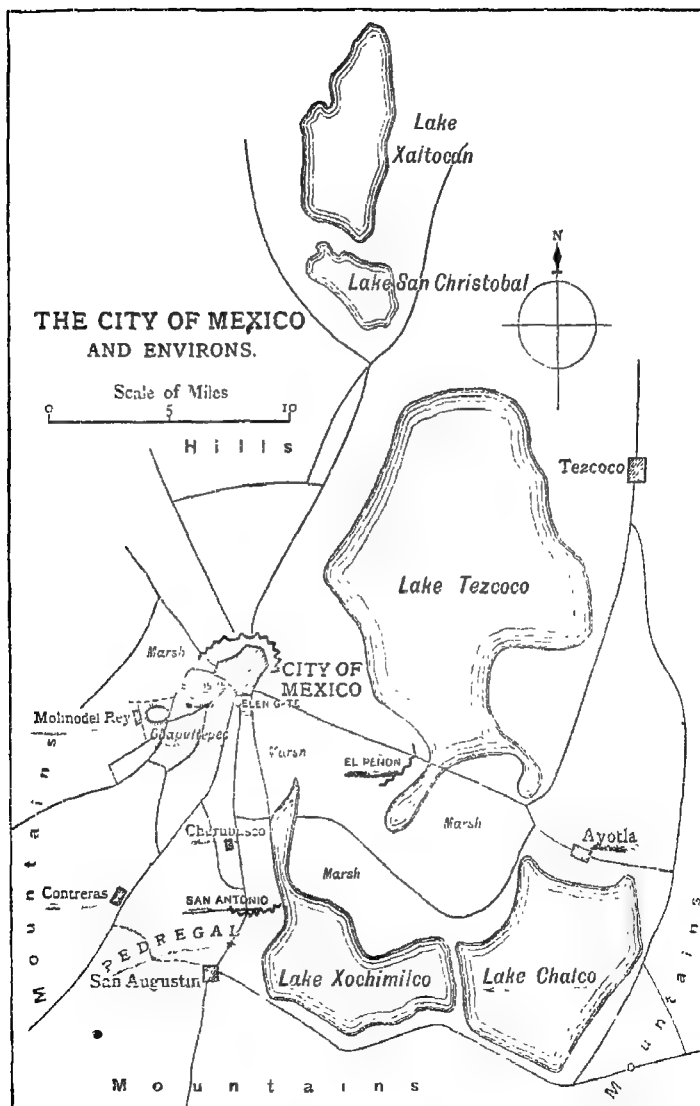 Lake
Xaltocan
N
Lake San Christobal
THE CITY OF MEXICO
AND ENVIRONS.
Scale of Miles
0 5 10
Hills
Tezcoco
Lake Tezcoco
Marsh
CITY OF
MEXICO
Molino del Rey
Chapultepec
Marsh
EL PEÑON
Marsh
Ayotla
Churubusco
Marsh
Contreras
SAN ANTONIO
PEDREGAL
San Augustin
Lake Xochimilco
Lake Chalco
Mountains
Mountains
Mountains